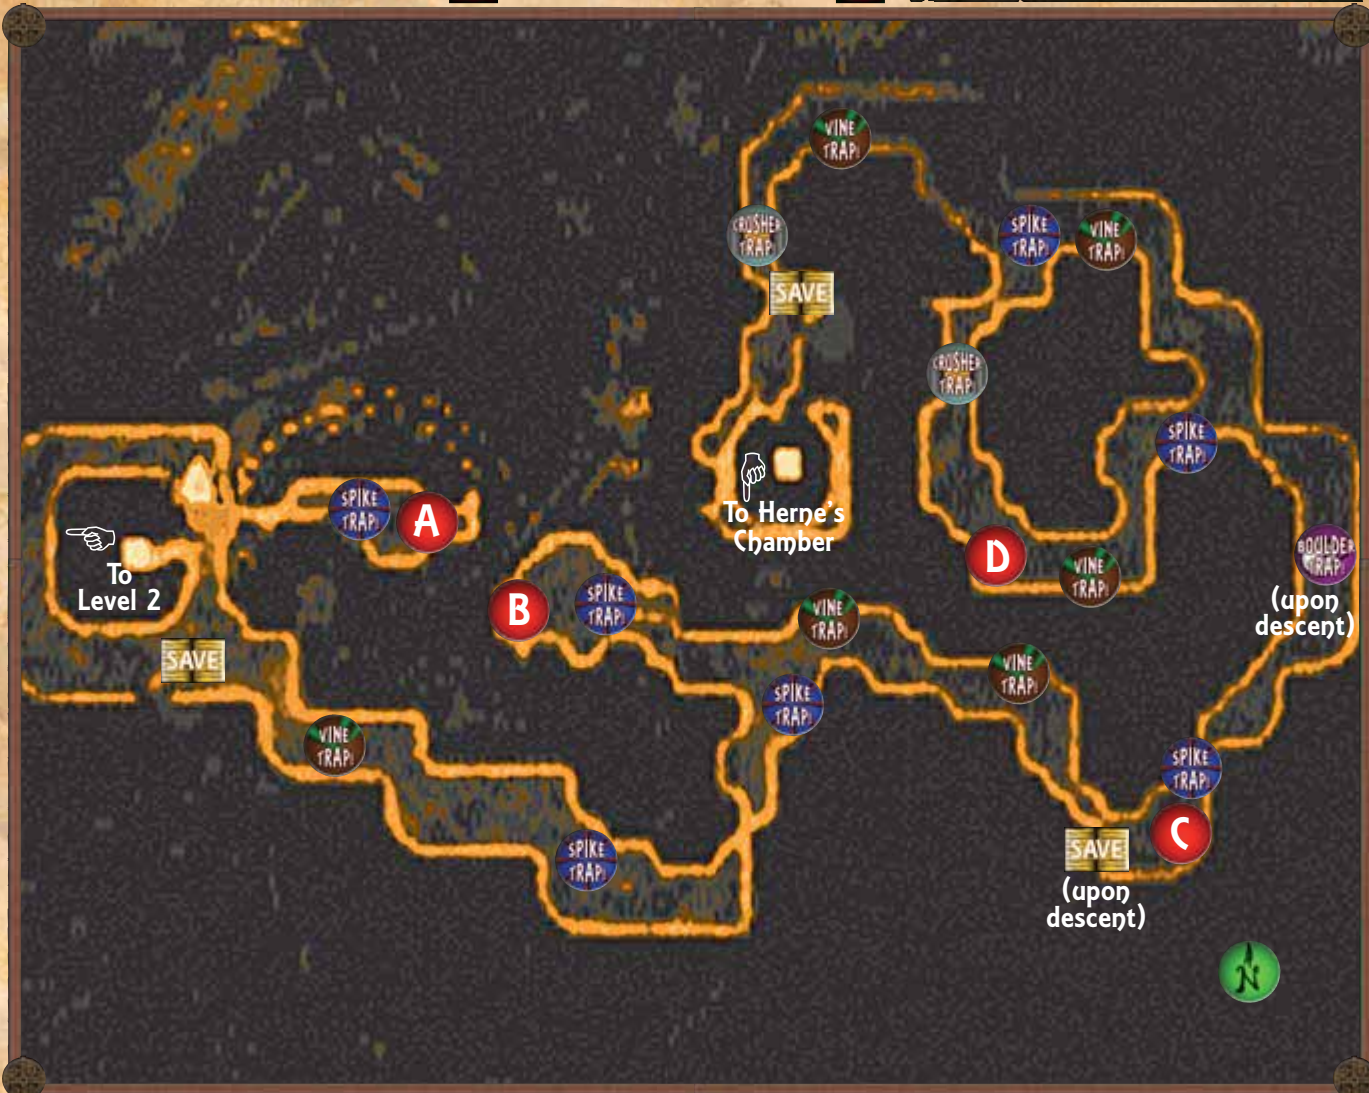 VINE
TRAP!
CRUSHER
TRAP!
SPIKE
TRAP!
VINE
TRAP!
SAVE
CRUSHER
TRAP!
SPIKE
TRAP!
SPIKE
TRAP!
A
To Herne's
Chamber
To
Level 2
D
BOULDER
TRAP!
(upon
descent)
VINE
TRAP!
B
SPIKE
TRAP!
VINE
TRAP!
SAVE
VINE
TRAP!
SPIKE
TRAP!
VINE
TRAP!
SPIKE
TRAP!
C
SAVE
(upon
descent)
SPIKE
TRAP!
N